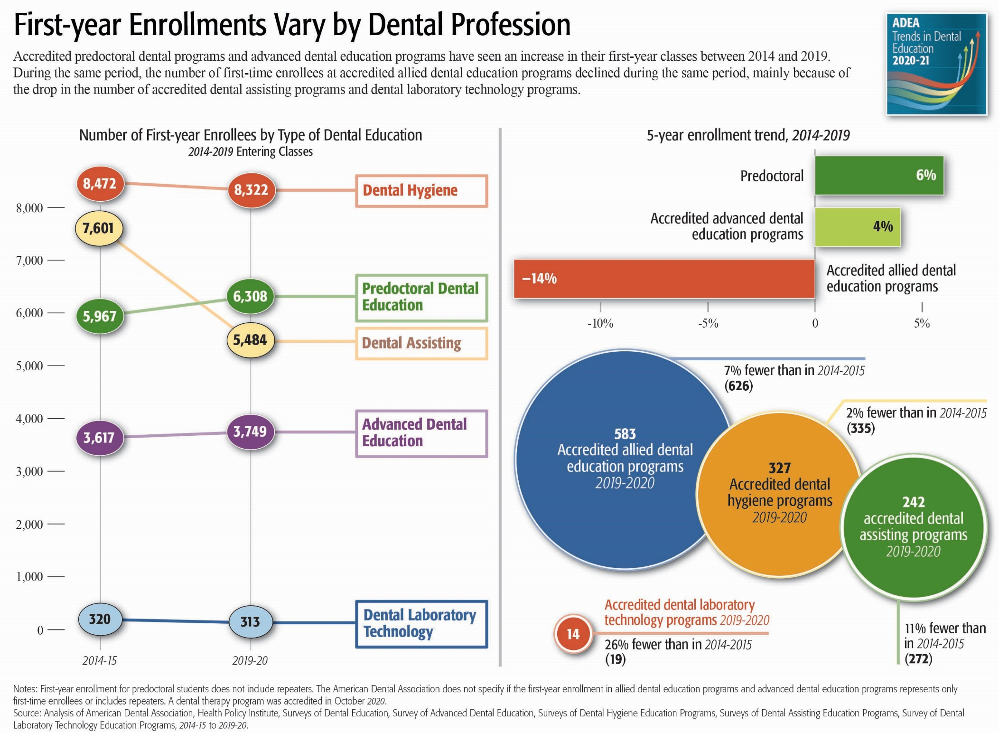 First-year Enrollments Vary by Dental Profession
Accredited predoctoral dental programs and advanced dental education programs have seen an increase in their first-year classes between 2014 and 2019.
During the same period, the number of first-time enrollees at accredited allied dental education programs declined during the same period, mainly because of
the drop in the number of accredited dental assisting programs and dental laboratory technology programs.
ADEA
Trends in Dental
Education
2020-21
Number of First-year Enrollees by Type of Dental Education
2014-2019 Entering Classes
8,472
8,322
Dental Hygiene
8,000
7,601
7,000
6,308
Predoctoral Dental
Education
6,000
5,967
5,484
Dental Assisting
5,000
4,000
3,617
3,749
Advanced Dental
Education
3,000
2,000
1,000
320
313
Dental Laboratory
Technology
0
2014-15
2019-20
5-year enrollment trend, 2014-2019
Predoctoral
6%
Accredited advanced dental
education programs
4%
–14%
Accredited allied dental
education programs
-10%
-5%
0
5%
7% fewer than in 2014-2015
(626)
583
Accredited allied dental
education programs
2019-2020
2% fewer than in 2014-2015
(335)
327
Accredited dental
hygiene programs
2019-2020
242
accredited dental
assisting programs
2019-2020
11% fewer than
in 2014-2015
(272)
14
Accredited dental laboratory
technology programs 2019-2020
26% fewer than in 2014-2015
(19)
Notes: First-year enrollment for predoctoral students does not include repeaters. The American Dental Association does not specify if the first-year enrollment in allied dental education programs and advanced dental education programs represents only
first-time enrollees or includes repeaters. A dental therapy program was accredited in October 2020.
Source: Analysis of American Dental Association, Health Policy Institute, Surveys of Dental Education, Survey of Advanced Dental Education, Surveys of Dental Hygiene Education Programs, Surveys of Dental Assisting Education Programs, Survey of Dental
Laboratory Technology Education Programs, 2014-15 to 2019-20.